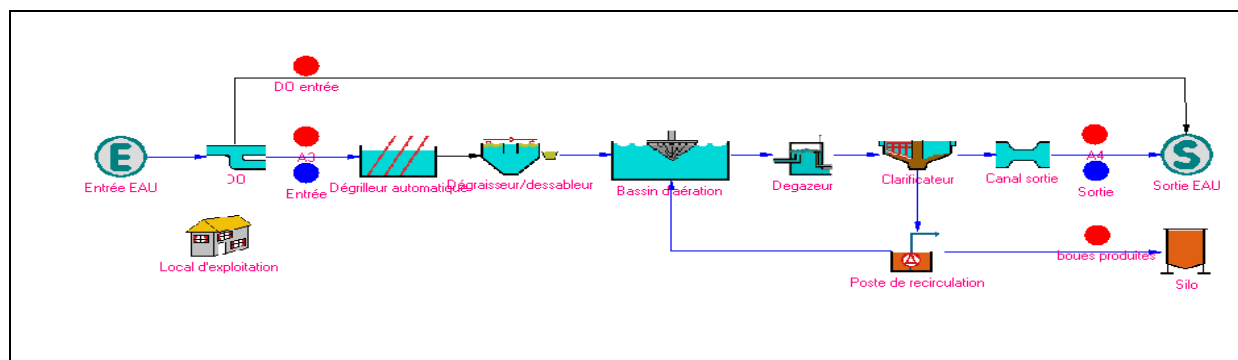 DO entrée
E
A3
A4
S
Entrée EAU
DO
Entrée
Dégrilleur automatique
Dégraisseur/dessableur
Bassin d'aération
Degazeur
Clarificateur
Canal sortie
Sortie
Sortie EAU
Local d'exploitation
Poste de recirculation
boues produites
Silo